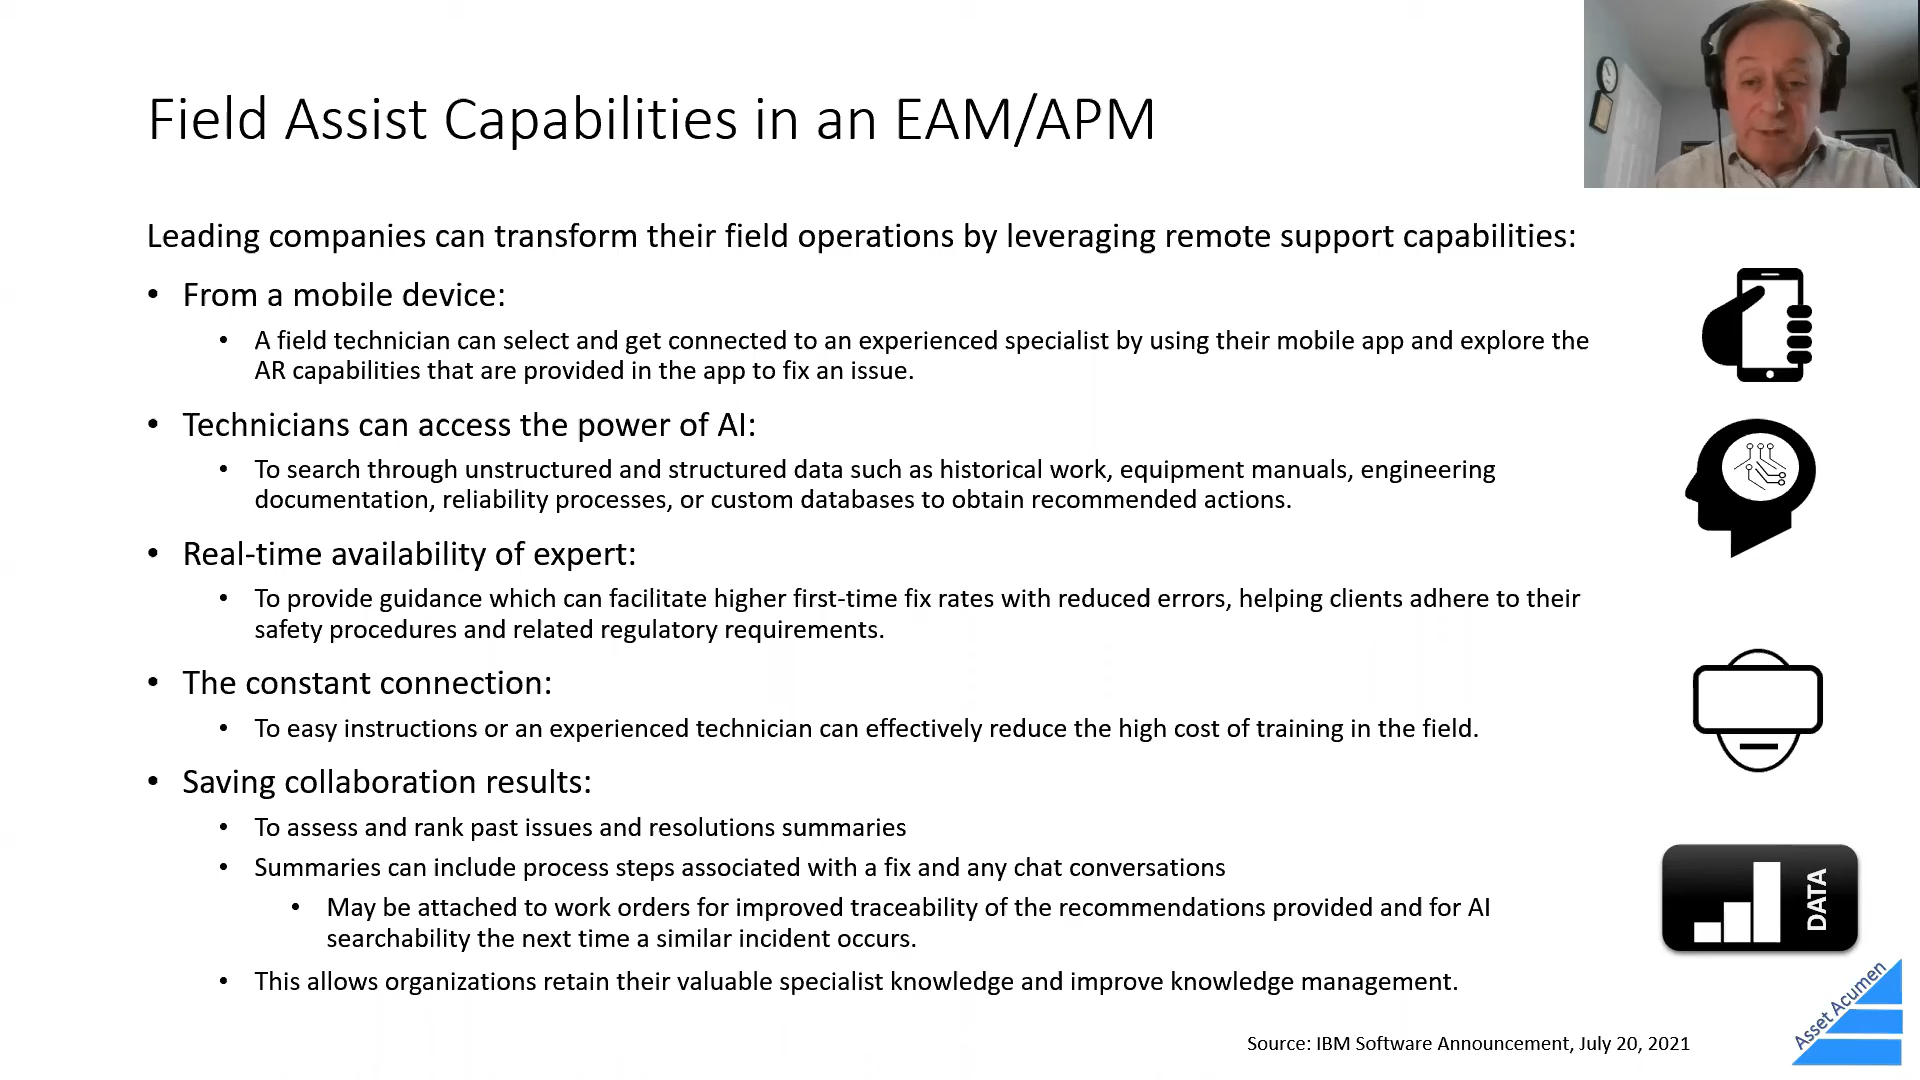 Field Assist Capabilities in an EAM/APM
Leading companies can transform their field operations by leveraging remote support capabilities:
• From a mobile device:
• A field technician can select and get connected to an experienced specialist by using their mobile app and explore the
AR capabilities that are provided in the app to fix an issue.
• Technicians can access the power of AI:
• To search through unstructured and structured data such as historical work, equipment manuals, engineering
documentation, reliability processes, or custom databases to obtain recommended actions.
• Real-time availability of expert:
• To provide guidance which can facilitate higher first-time fix rates with reduced errors, helping clients adhere to their
safety procedures and related regulatory requirements.
• The constant connection:
• To easy instructions or an experienced technician can effectively reduce the high cost of training in the field.
• Saving collaboration results:
• To assess and rank past issues and resolutions summaries
• Summaries can include process steps associated with a fix and any chat conversations
• May be attached to work orders for improved traceability of the recommendations provided and for AI
searchability the next time a similar incident occurs.
• This allows organizations retain their valuable specialist knowledge and improve knowledge management.
DATA
Asset Acumen
Source: IBM Software Announcement, July 20, 2021